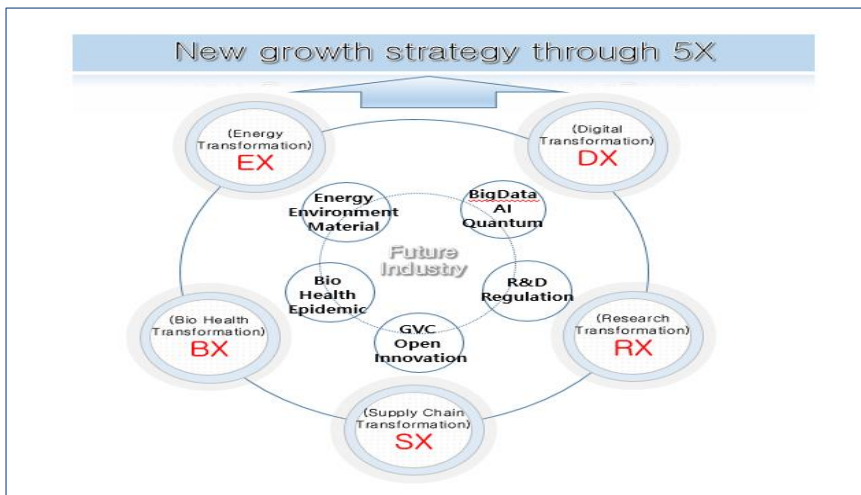 New growth strategy through 5X
(Energy
Transformation)
EX
(Digital
Transformation)
DX
Energy
Environment
Material
BigData
AI
Quantum
Future
Industry
Bio
Health
Epidemic
R&D
Regulation
GVC
Open
Innovation
(Bio Health
Transformation)
BX
(Research
Transformation)
RX
(Supply Chain
Transformation)
SX